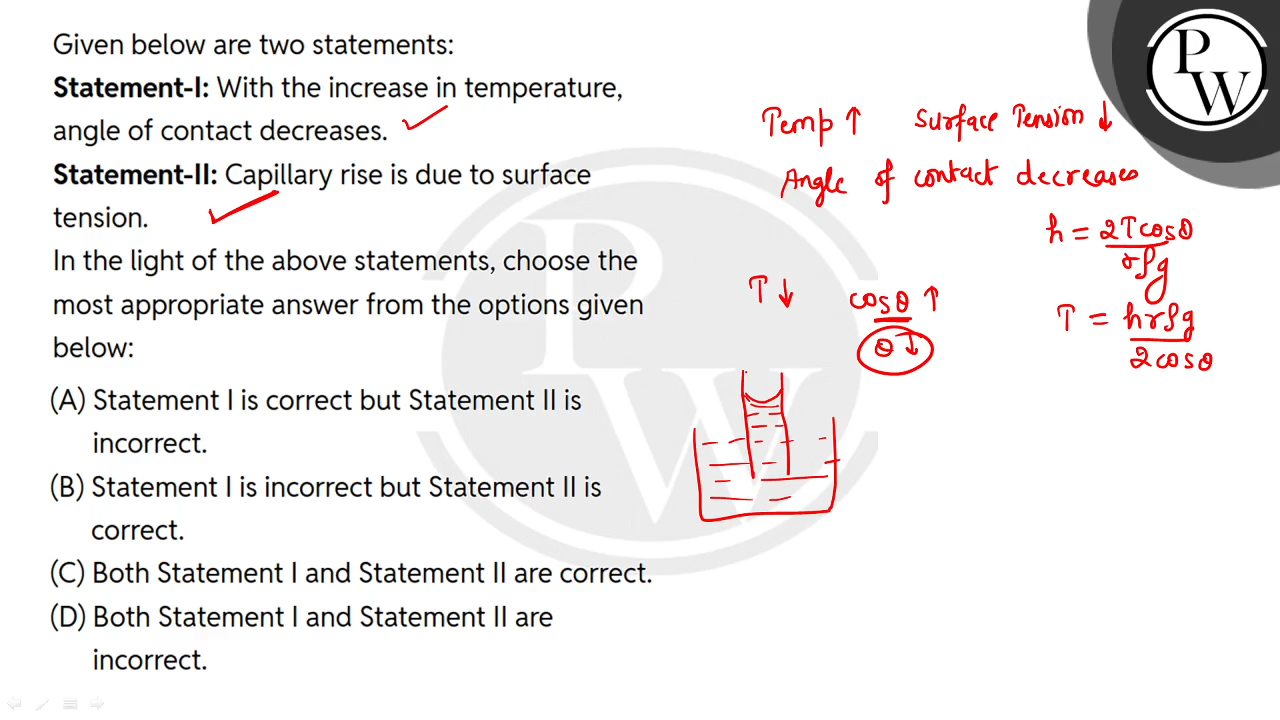 Given below are two statements:
Statement-I: With the increase in temperature,
angle of contact decreases.
Statement-II: Capillary rise is due to surface
tension.
In the light of the above statements, choose the
most appropriate answer from the options given
below:
(A) Statement I is correct but Statement II is
incorrect.
(B) Statement I is incorrect but Statement II is
correct.
(C) Both Statement I and Statement II are correct.
(D) Both Statement I and Statement II are
incorrect.
Temp ↑ Surface Tension ↓
Angle of contact decreases
h = 2Tcosθ / rρg
T ↓ cosθ ↑
θ ↓
T = hrρg / 2cosθ
P
W
P
W